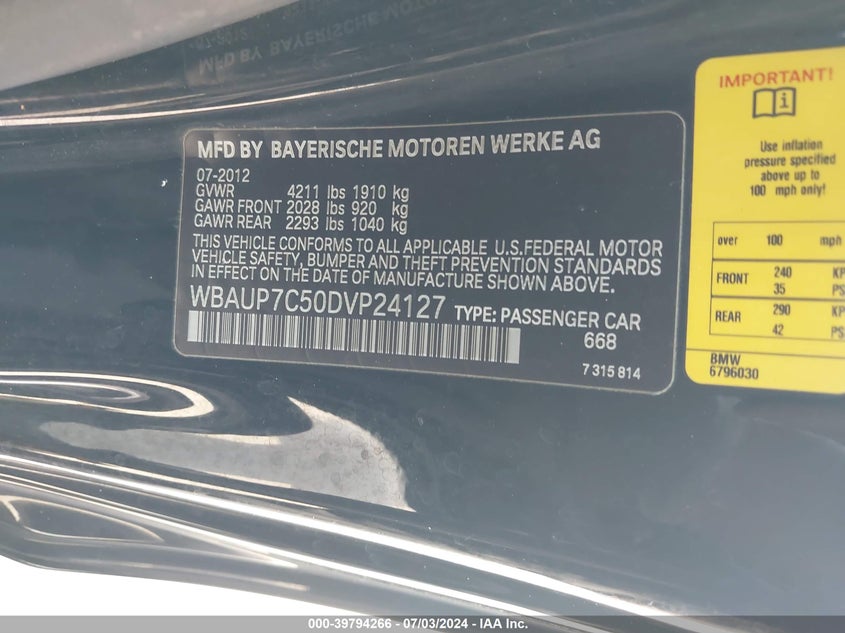 MFD BY BAYERISCHE MOTOREN WERKE AG
07-2012
GVWR 4211 lbs 1910 kg
GAWR FRONT 2028 lbs 920 kg
GAWR REAR 2293 lbs 1040 kg
THIS VEHICLE CONFORMS TO ALL APPLICABLE U.S.FEDERAL MOTOR
VEHICLE SAFETY, BUMPER AND THEFT PREVENTION STANDARDS
IN EFFECT ON THE DATE OF MANUFACTURE SHOWN ABOVE.
WBAUP7C50DVP24127 TYPE: PASSENGER CAR
668
7 315 814
IMPORTANT!
Use inflation
pressure specified
above up to
100 mph only!
over 100 mph
FRONT 240 KP
35 PS
REAR 290 KP
42 PS
BMW
6796030
000-39794266 - 07/03/2024 - IAA Inc.